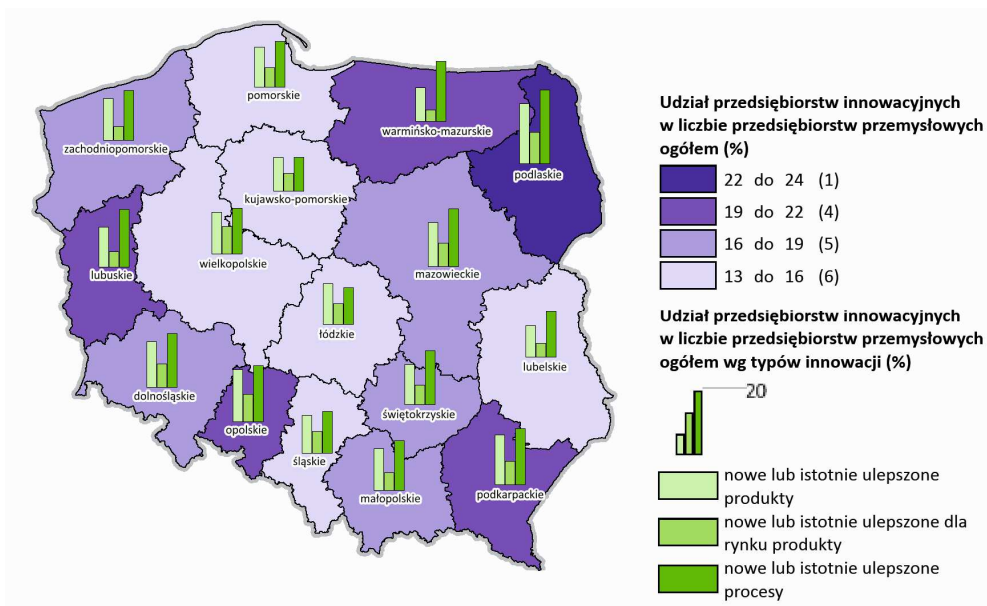 pomorskie
warmińsko-mazurskie
zachodniopomorskie
podlaskie
kujawsko-pomorskie
wielkopolskie
mazowieckie
lubuskie
łódzkie
lubelskie
dolnośląskie
świętokrzyskie
opolskie
śląskie
małopolskie
podkarpackie
Udział przedsiębiorstw innowacyjnych
w liczbie przedsiębiorstw przemysłowych
ogółem (%)
22 do 24 (1)
19 do 22 (4)
16 do 19 (5)
13 do 16 (6)
Udział przedsiębiorstw innowacyjnych
w liczbie przedsiębiorstw przemysłowych
ogółem wg typów innowacji (%)
20
nowe lub istotnie ulepszone
produkty
nowe lub istotnie ulepszone dla
rynku produkty
nowe lub istotnie ulepszone
procesy